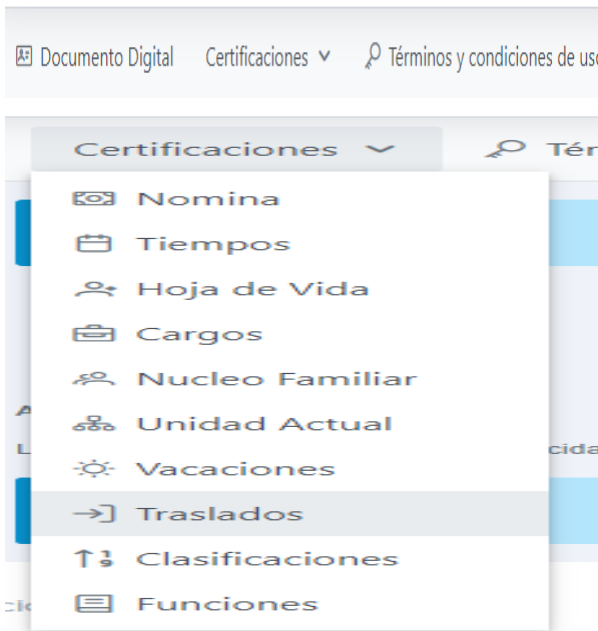 Documento Digital Certificaciones Términos y condiciones de uso
Certificaciones Tér
Nomina
Tiempos
Hoja de Vida
Cargos
Nucleo Familiar
Unidad Actual
Vacaciones
Traslados
Clasificaciones
Funciones